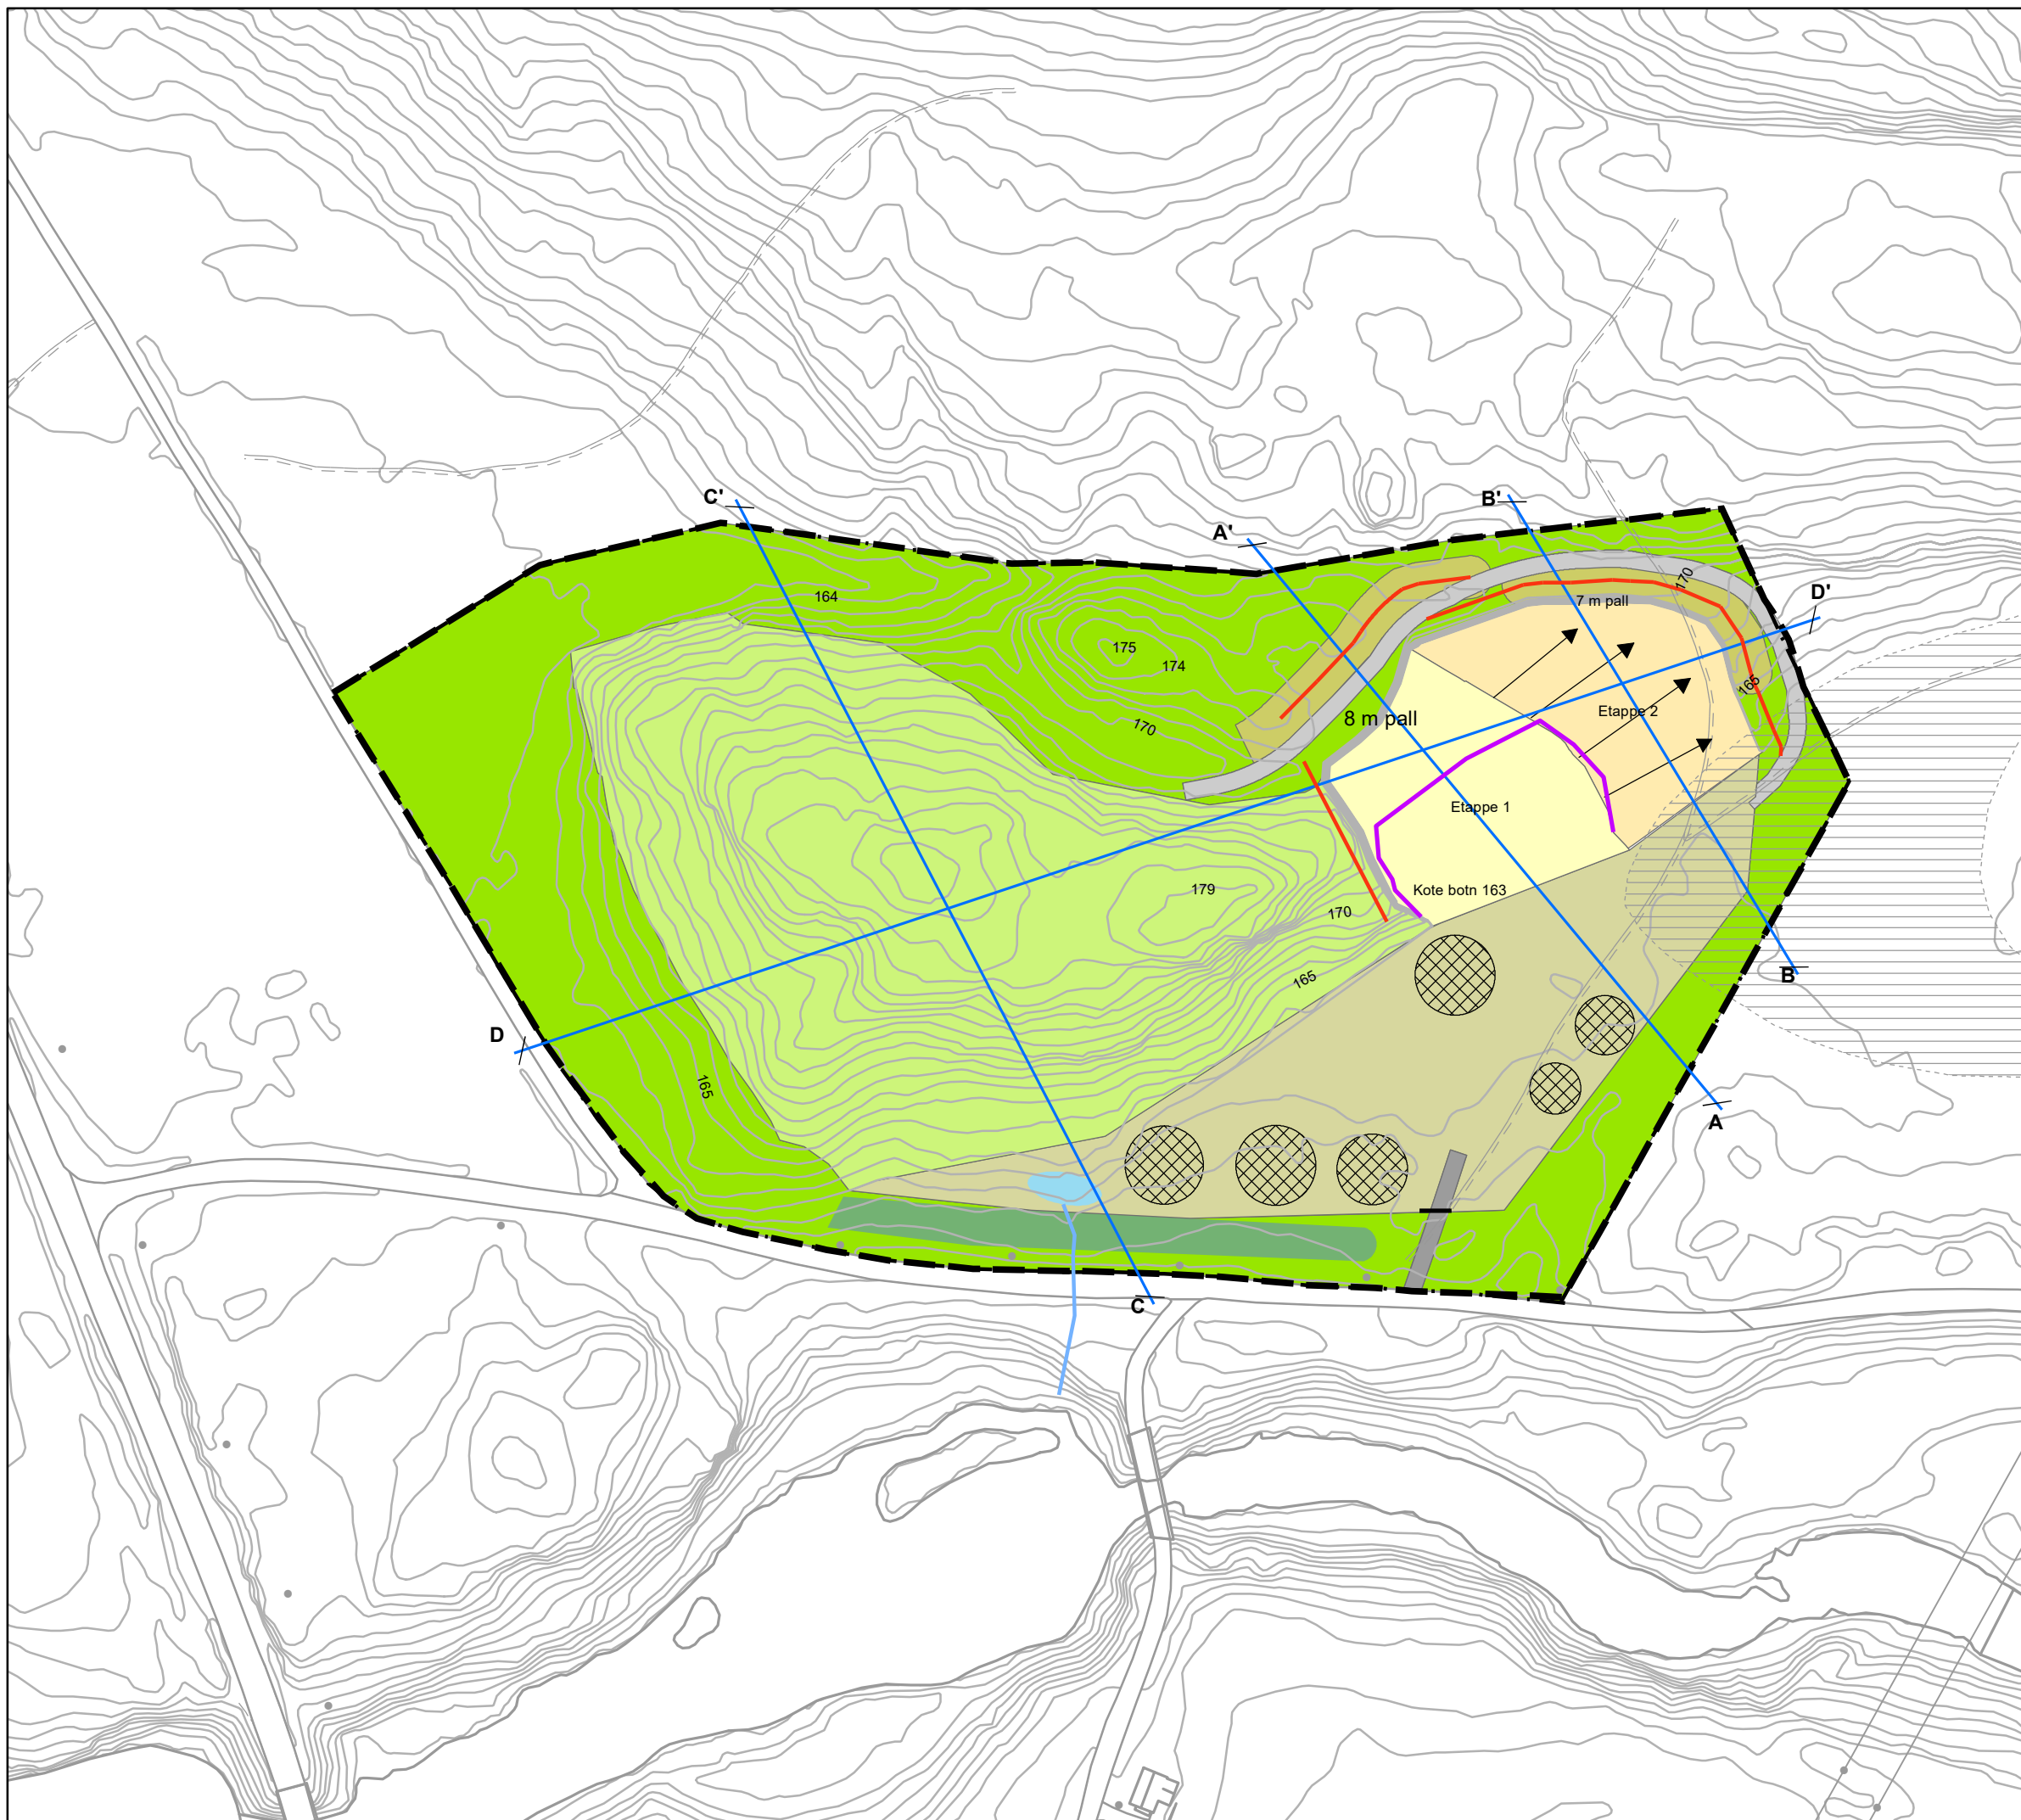 C'
B'
A'
170
D'
164
7 m pall
175
174
165
Etappe 2
8 m pall
170
Etappe 1
179
Kote botn 163
170
B
165
D
165
A
C